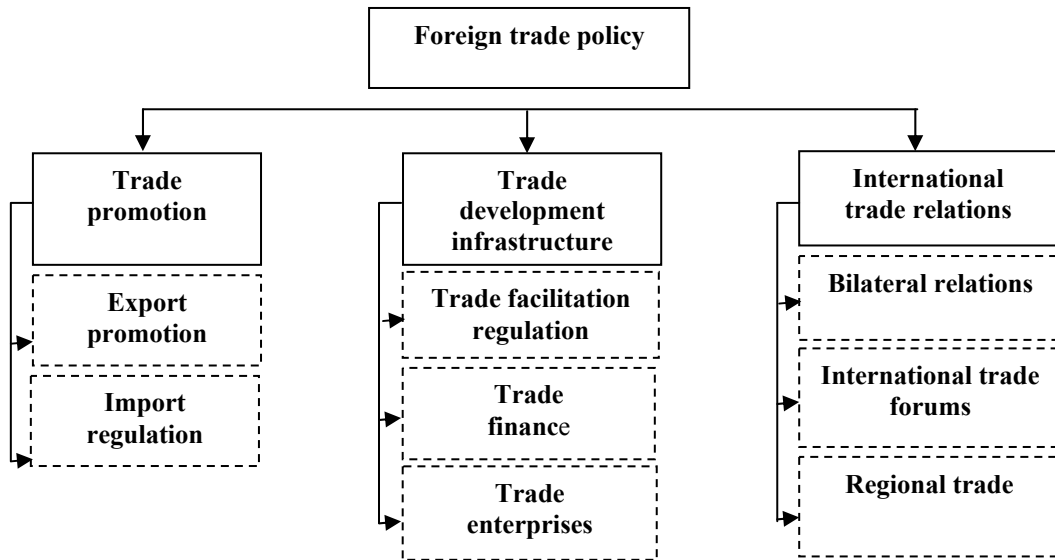 Foreign trade policy
Trade
promotion
Export
promotion
Import
regulation
Trade
development
infrastructure
Trade facilitation
regulation
Trade
finance
Trade
enterprises
International
trade relations
Bilateral relations
International trade
forums
Regional trade